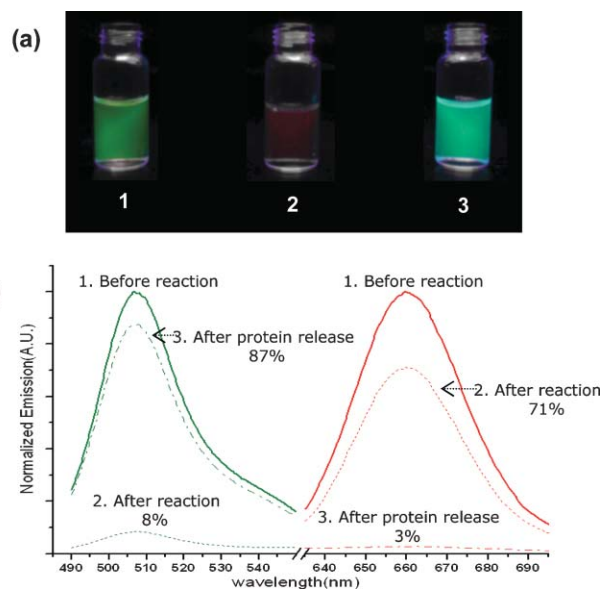 (a)
1 2 3
1. Before reaction
1. Before reaction
3. After protein release
87%
2. After reaction
71%
2. After reaction
8%
3. After protein release
3%
Normalized Emission(A.U.)
490 500 510 520 530 540 640 650 660 670 680 690
wavelength(nm)